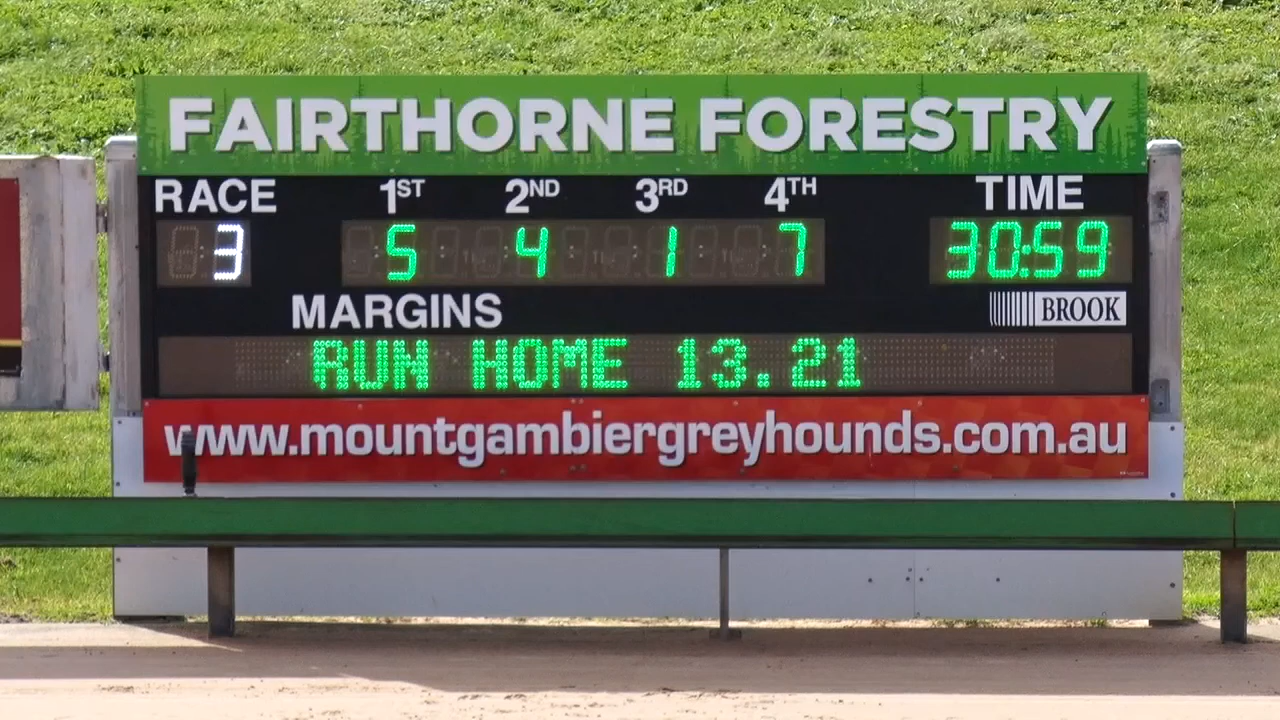 FAIRTHORNE FORESTRY
RACE 1ST 2ND 3RD 4TH TIME
3 5 4 1 7 30:59
MARGINS BROOK
RUN HOME 13.21
www.mountgambiergreyhounds.com.au